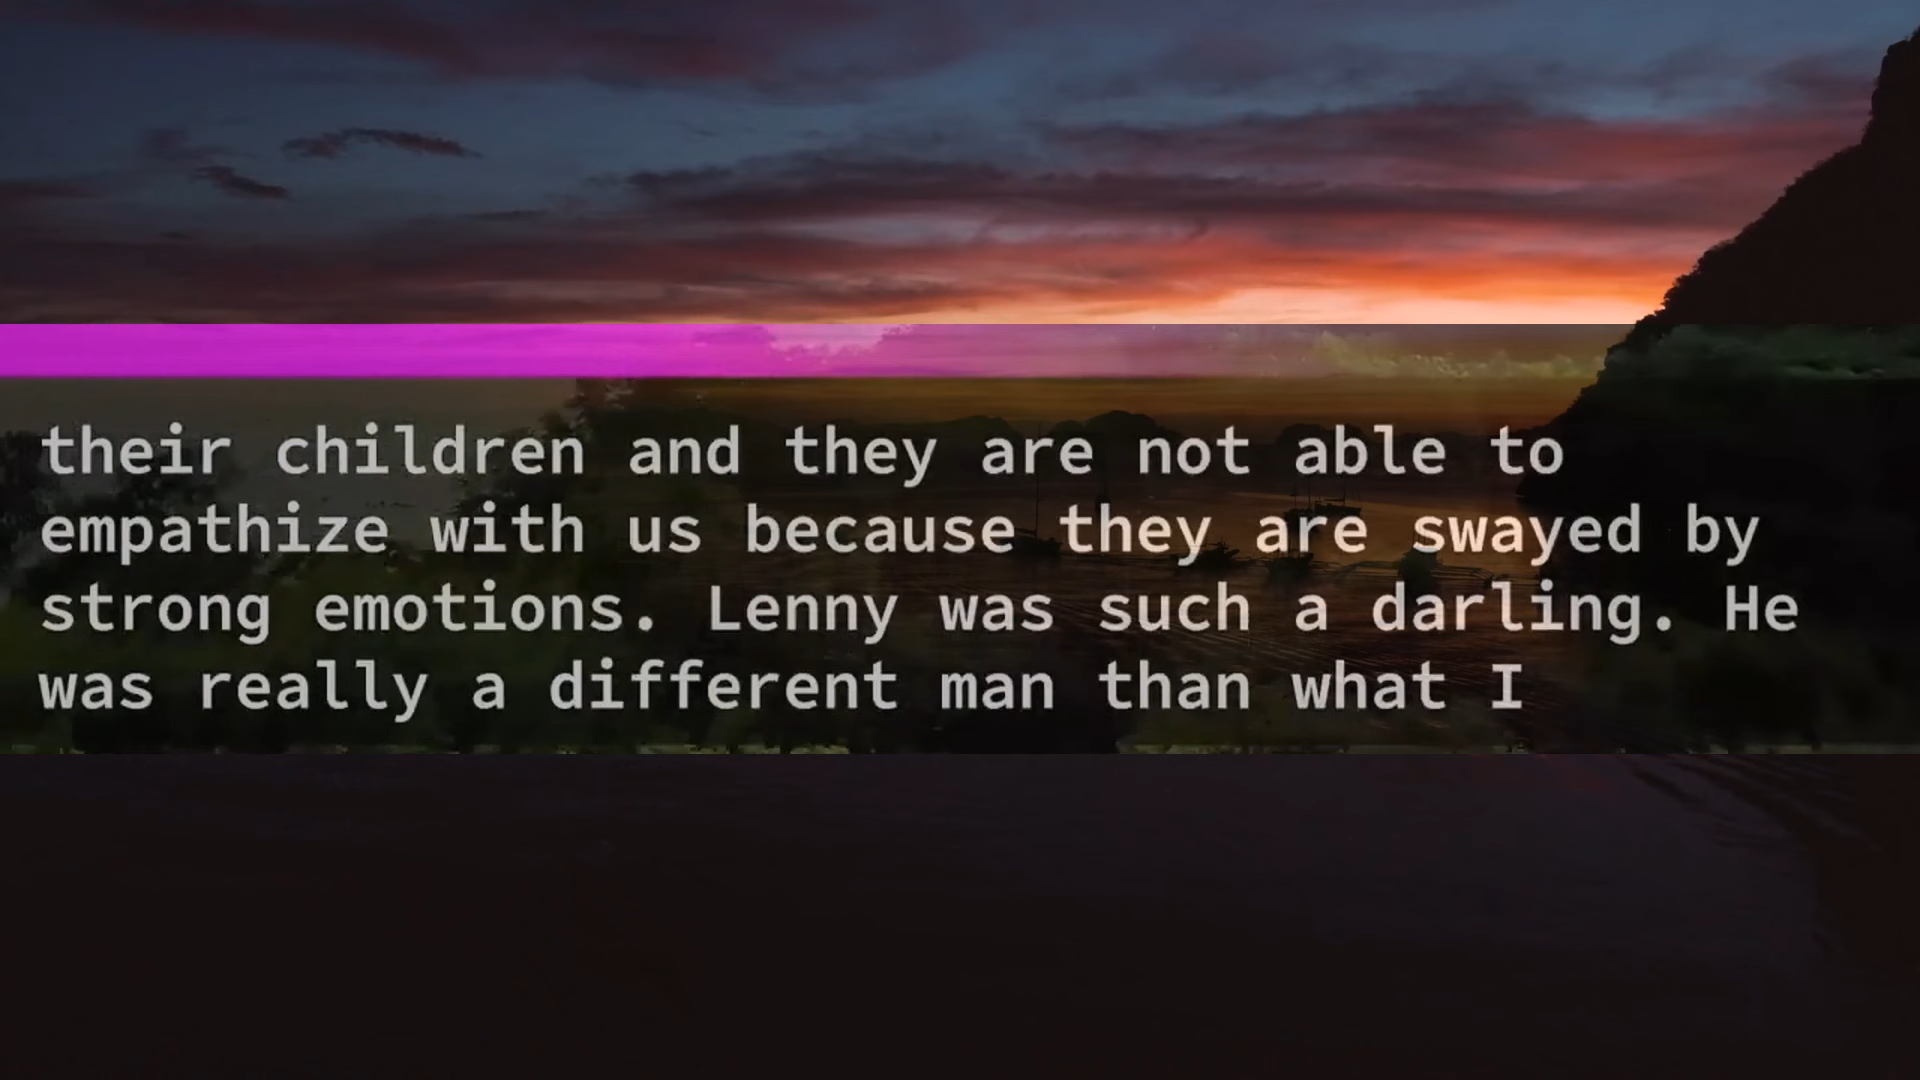 their children and they are not able to
empathize with us because they are swayed by
strong emotions. Lenny was such a darling. He
was really a different man than what I